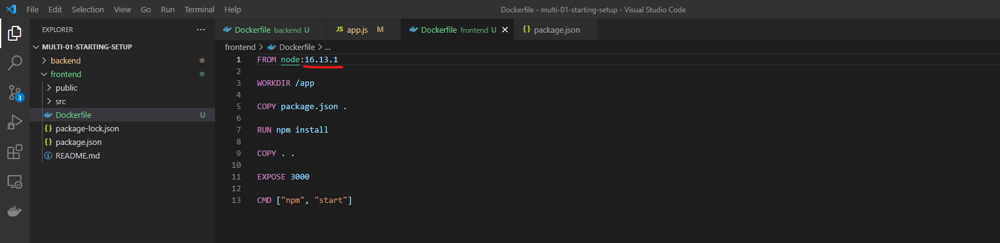 File Edit Selection View Go Run Terminal Help
Dockerfile - multi-01-starting-setup - Visual Studio Code
EXPLORER ...
MULTI-01-STARTING-SETUP
backend
frontend
public
src
Dockerfile U
{} package-lock.json
{} package.json
README.md
3
Dockerfile backend U
JS app.js M
Dockerfile frontend U
{} package.json
frontend > Dockerfile > ...
1 FROM node:16.13.1
2
3 WORKDIR /app
4
5 COPY package.json .
6
7 RUN npm install
8
9 COPY . .
10
11 EXPOSE 3000
12
13 CMD ["npm", "start"]